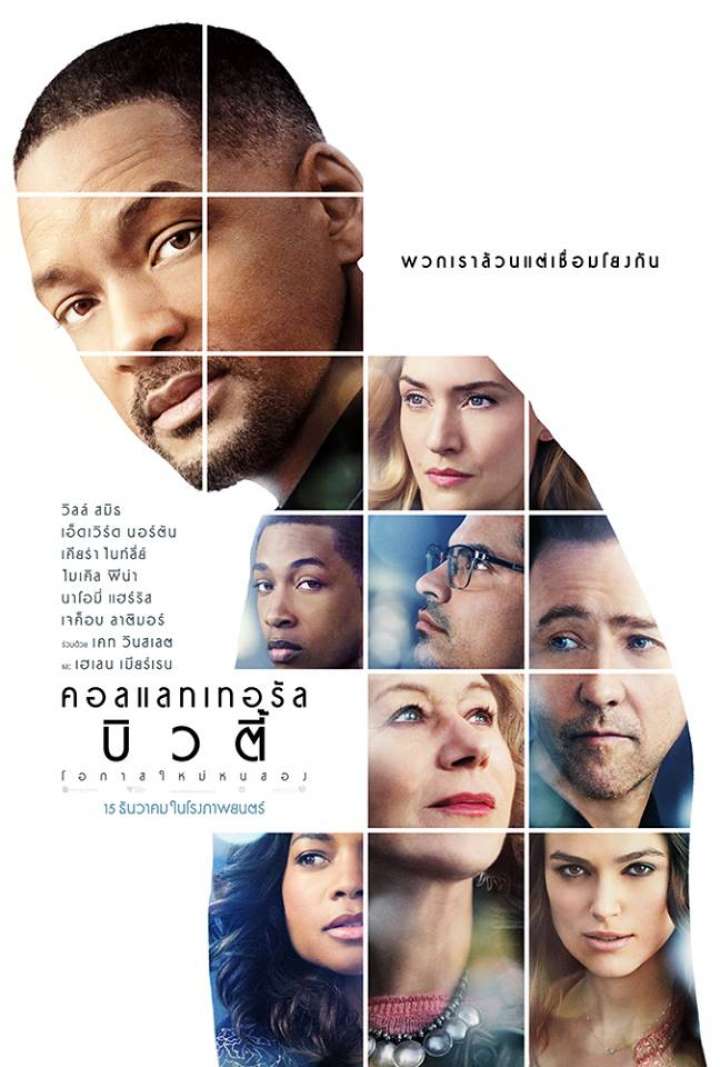 พวกเราล้วนแต่เชื่อมโยงกัน
วิลล์ สมิธ
เอ็ดเวิร์ด นอร์ตัน
เคียร่า ไนท์ลี่ย์
ไมเคิล พีน่า
นาโอมี่ แฮร์ริส
เจค็อบ ลาติมอร์
ร่วมด้วย เคท วินสเลต
และ เฮเลน เมียร์เรน
คอลแลทเทอรัล
บิวตี้
โอกาสใหม่หนสอง
15 ธันวาคม ในโรงภาพยนตร์